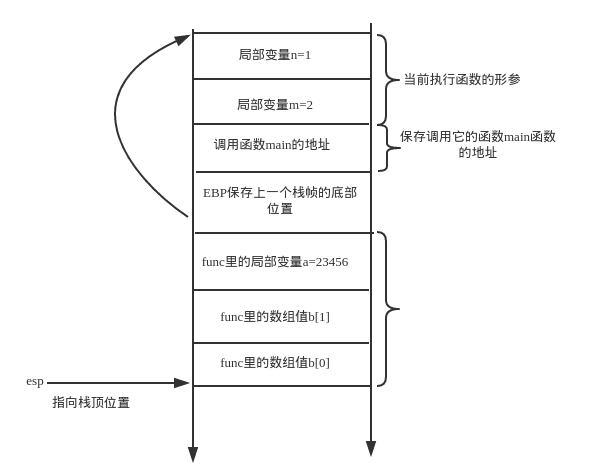 局部变量n=1
当前执行函数的形参
局部变量m=2
调用函数main的地址
保存调用它的函数main函数
的地址
EBP保存上一个栈帧的底部
位置
func里的局部变量a=23456
func里的数组值b[1]
func里的数组值b[0]
esp
指向栈顶位置